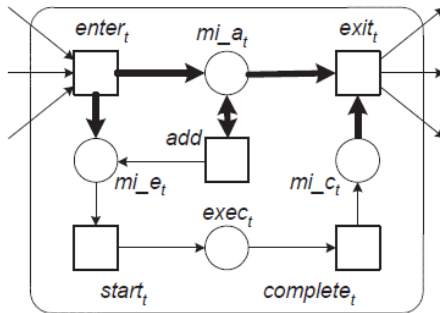 enter_t
mi_a_t
exit_t
add
mi_e_t
mi_c_t
exec_t
start_t
complete_t